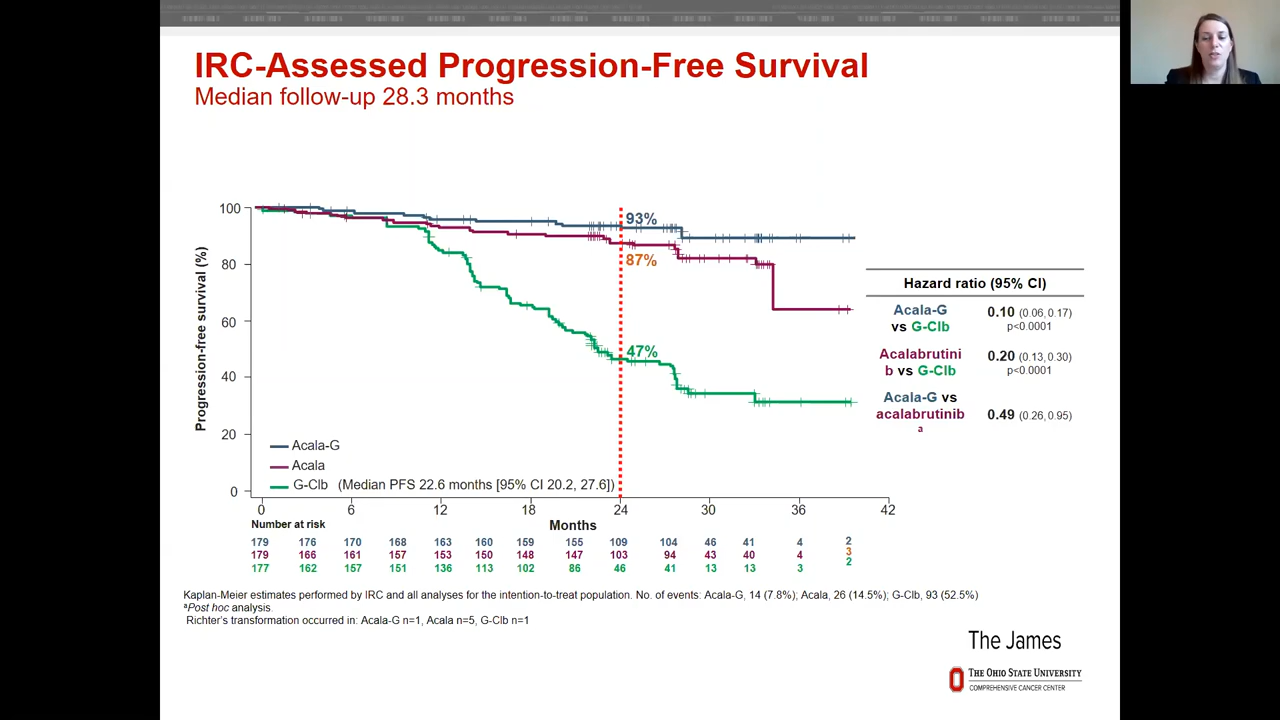 IRC-Assessed Progression-Free Survival
Median follow-up 28.3 months
Progression-free survival (%)
100
80
60
40
20
0
93%
87%
47%
Acala-G
Acala
G-Clb (Median PFS 22.6 months [95% CI 20.2, 27.6])
0 6 12 18 24 30 36 42
Number at risk
Months
179 176 170 168 163 160 159 155 109 104 46 41 4 2
179 166 161 157 153 150 148 147 103 94 43 40 4 3
177 162 157 151 136 113 102 86 46 41 13 13 3 2
Hazard ratio (95% CI)
Acala-G
vs G-Clb
0.10 (0.06, 0.17)
p<0.0001
Acalabrutini
b vs G-Clb
0.20 (0.13, 0.30)
p<0.0001
Acala-G vs
acalabrutinib
a
0.49 (0.26, 0.95)
Kaplan-Meier estimates performed by IRC and all analyses for the intention-to-treat population. No. of events: Acala-G, 14 (7.8%); Acala, 26 (14.5%); G-Clb, 93 (52.5%)
ªPost hoc analysis.
Richter's transformation occurred in: Acala-G n=1, Acala n=5, G-Clb n=1
The James
THE OHIO STATE UNIVERSITY
COMPREHENSIVE CANCER CENTER